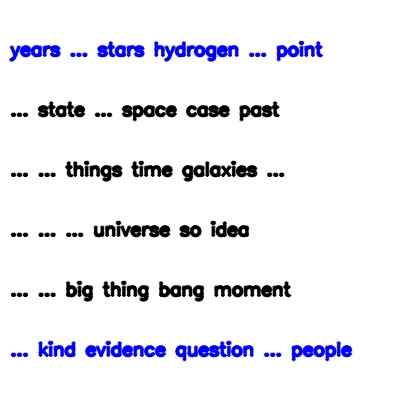 years ... stars hydrogen ... point
... state ... space case past
... ... things time galaxies ...
... ... ... universe so idea
... ... big thing bang moment
... kind evidence question ... people